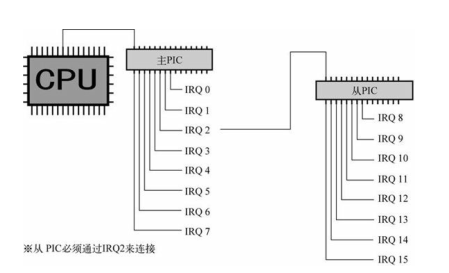 CPU
主PIC
IRQ 0
IRQ 1
IRQ 2
IRQ 3
IRQ 4
IRQ 5
IRQ 6
IRQ 7
从PIC
IRQ 8
IRQ 9
IRQ 10
IRQ 11
IRQ 12
IRQ 13
IRQ 14
IRQ 15
※从 PIC必须通过IRQ2来连接